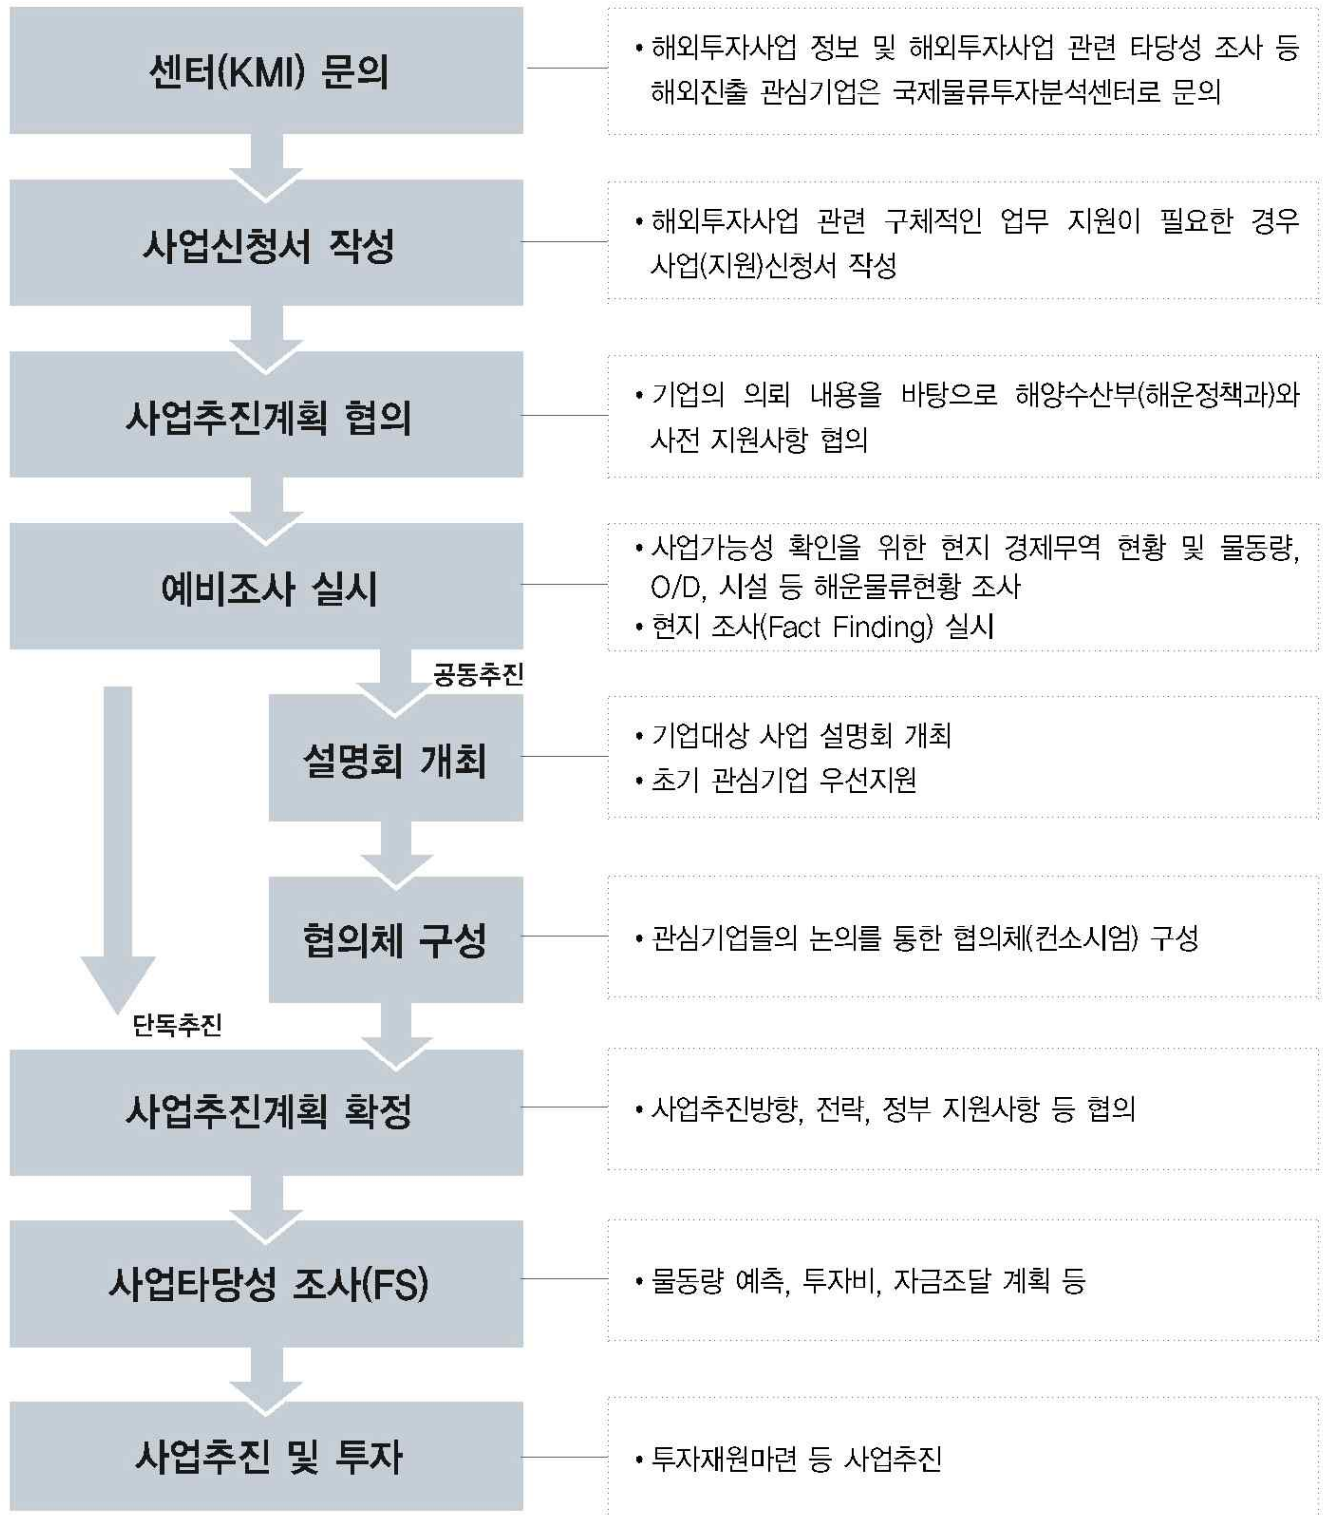 센터(KMI) 문의
• 해외투자사업 정보 및 해외투자사업 관련 타당성 조사 등
해외진출 관심기업은 국제물류투자분석센터로 문의
사업신청서 작성
• 해외투자사업 관련 구체적인 업무 지원이 필요한 경우
사업(지원)신청서 작성
사업추진계획 협의
• 기업의 의뢰 내용을 바탕으로 해양수산부(해운정책과)와
사전 지원사항 협의
예비조사 실시
• 사업가능성 확인을 위한 현지 경제무역 현황 및 물동량,
O/D, 시설 등 해운물류현황 조사
• 현지 조사(Fact Finding) 실시
공동추진
설명회 개최
• 기업대상 사업 설명회 개최
• 초기 관심기업 우선지원
협의체 구성
• 관심기업들의 논의를 통한 협의체(컨소시엄) 구성
단독추진
사업추진계획 확정
• 사업추진방향, 전략, 정부 지원사항 등 협의
사업타당성 조사(FS)
• 물동량 예측, 투자비, 자금조달 계획 등
사업추진 및 투자
• 투자재원마련 등 사업추진